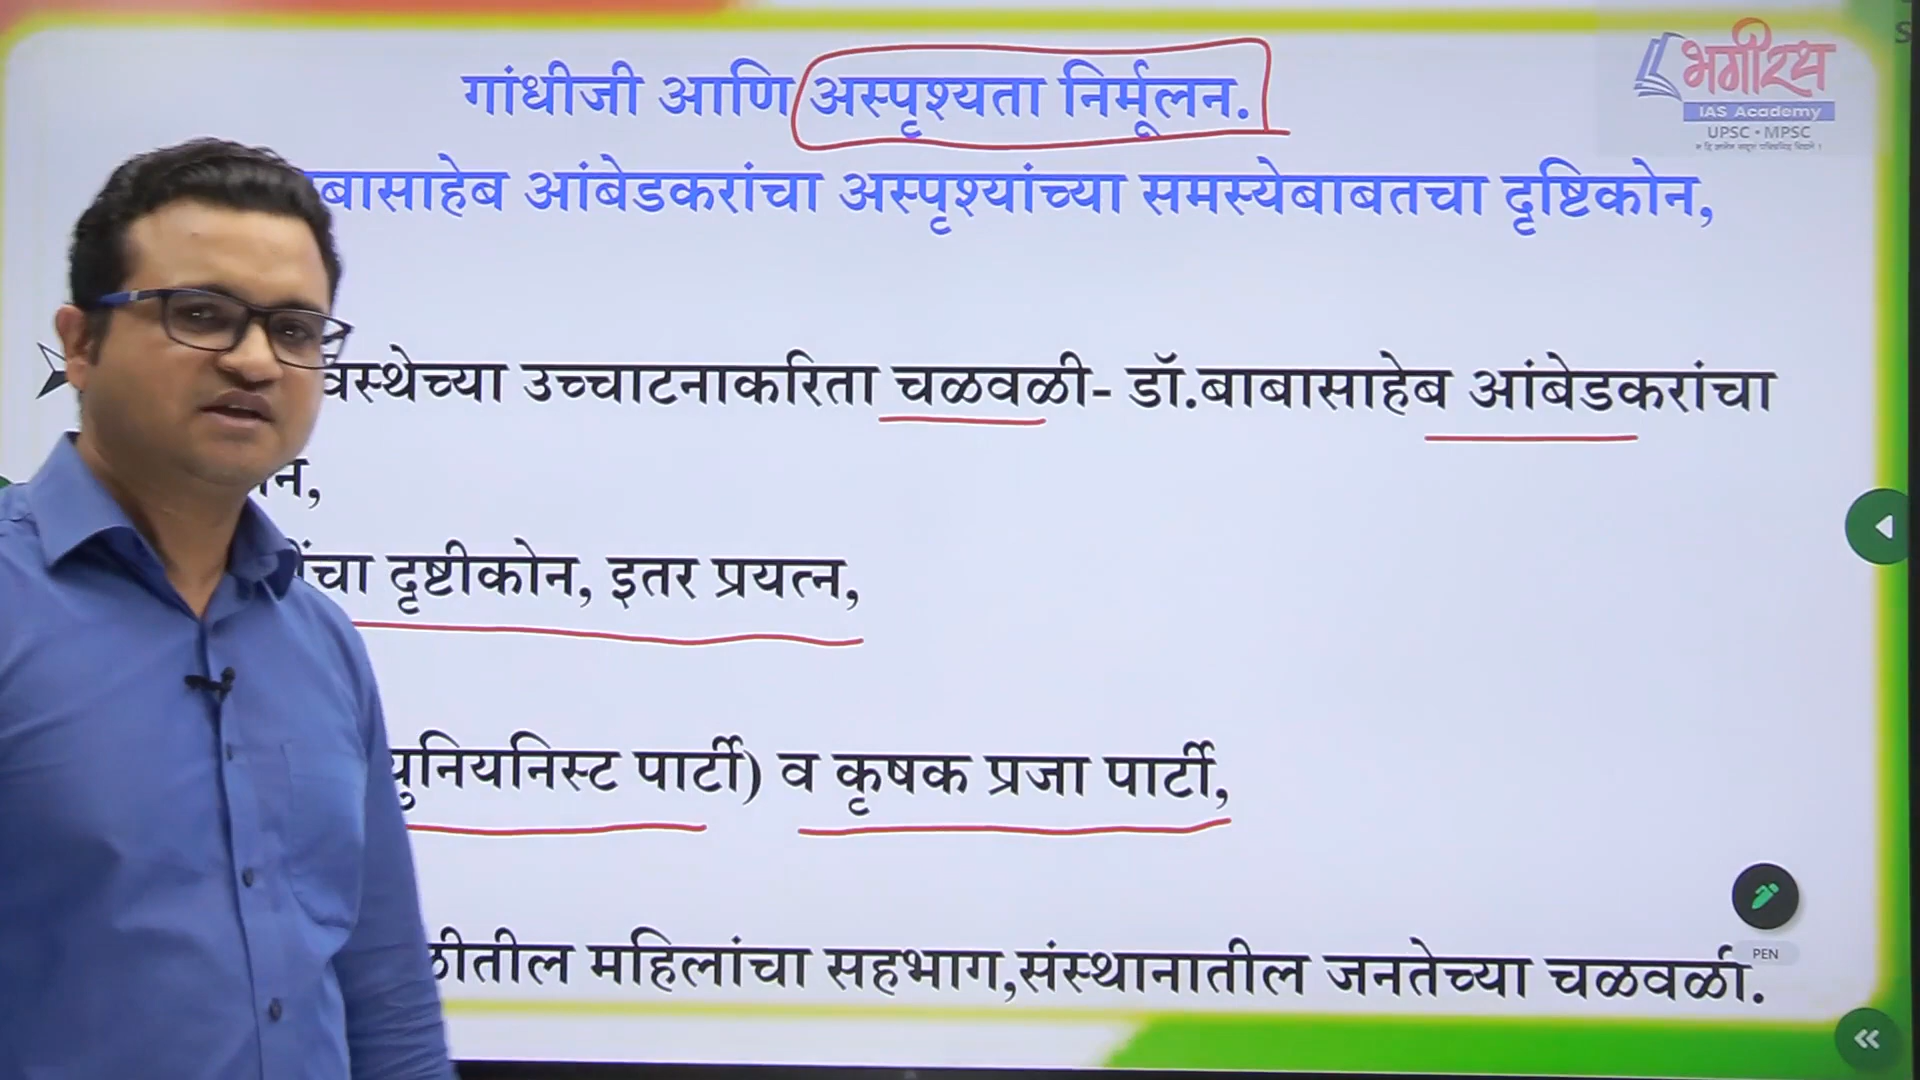 गांधीजी आणि अस्पृश्यता निर्मूलन.
भगीरथ
IAS Academy
UPSC • MPSC
आंबेडकरांचा अस्पृश्यांच्या समस्येबाबतचा दृष्टिकोन,
उच्चाटनाकरिता चळवळी- डॉ.बाबासाहेब आंबेडकरांचा
दृष्टीकोन, इतर प्रयत्न,
युनियनिस्ट पार्टी) व कृषक प्रजा पार्टी,
महिलांचा सहभाग,संस्थानातील जनतेच्या चळवळी.
PEN